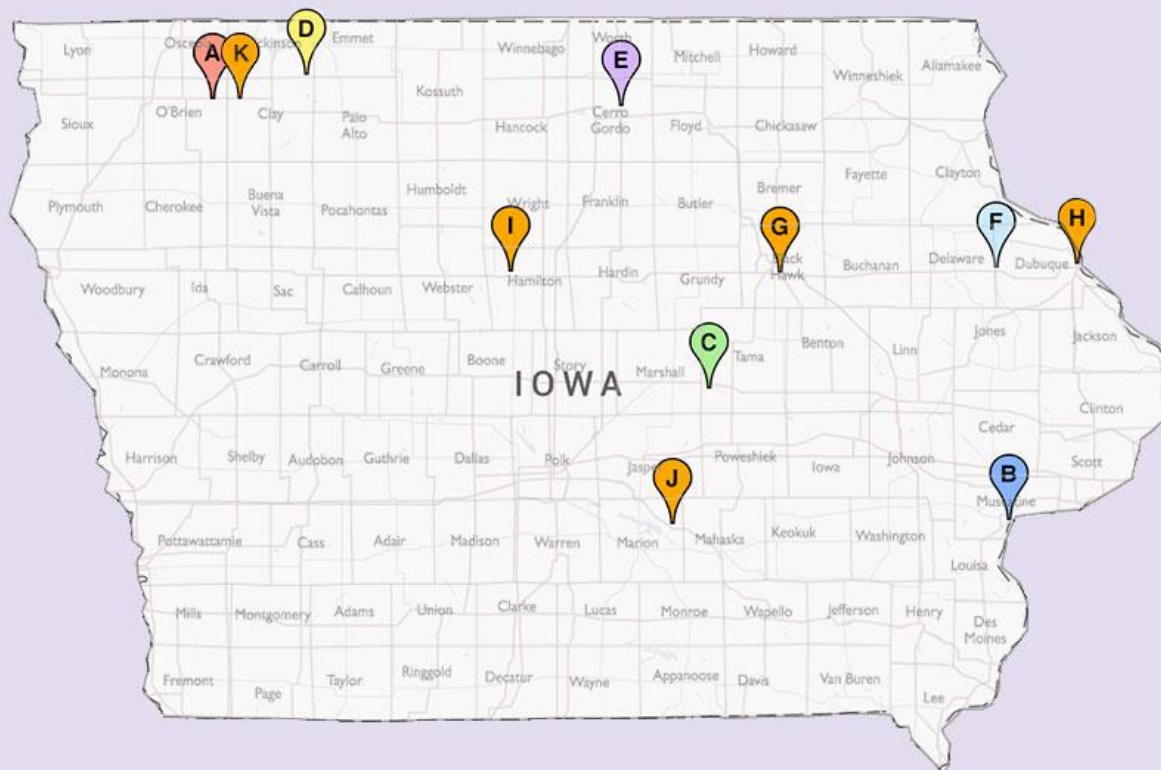 D
Lyon
Emmet
Worth
A
K
E
Winnebago
Mitchell
Howard
Allamakee
Winneshiek
Kossuth
Sioux
O'Brien
Clay
Palo
Alto
Hancock
Cerro
Gordo
Floyd
Chickasaw
Plymouth
Cherokee
Buena
Vista
Pocahontas
Humboldt
Wright
Franklin
Butler
Bremer
Fayette
Clayton
I
G
F
H
Woodbury
Ida
Sac
Calhoun
Webster
Hamilton
Hardin
Grundy
Hawk
Buchanan
Delaware
Dubuque
C
Monona
Crawford
Carroll
Greene
Boone
Story
Marshall
Tama
Benton
Linn
Jones
Jackson
IOWA
Clinton
Cedar
Harrison
Shelby
Audobon
Guthrie
Dallas
Polk
Jaspe
Poweshiek
Iowa
Johnson
Scott
J
B
Pottawattamie
Cass
Adair
Madison
Warren
Marion
Mahaska
Keokuk
Washington
Louisa
Mills
Montgomery
Adams
Union
Clarke
Lucas
Monroe
Wapello
Jefferson
Henry
Des
Moines
Fremont
Page
Taylor
Ringgold
Decatur
Wayne
Appanoose
Davis
Van Buren
Lee